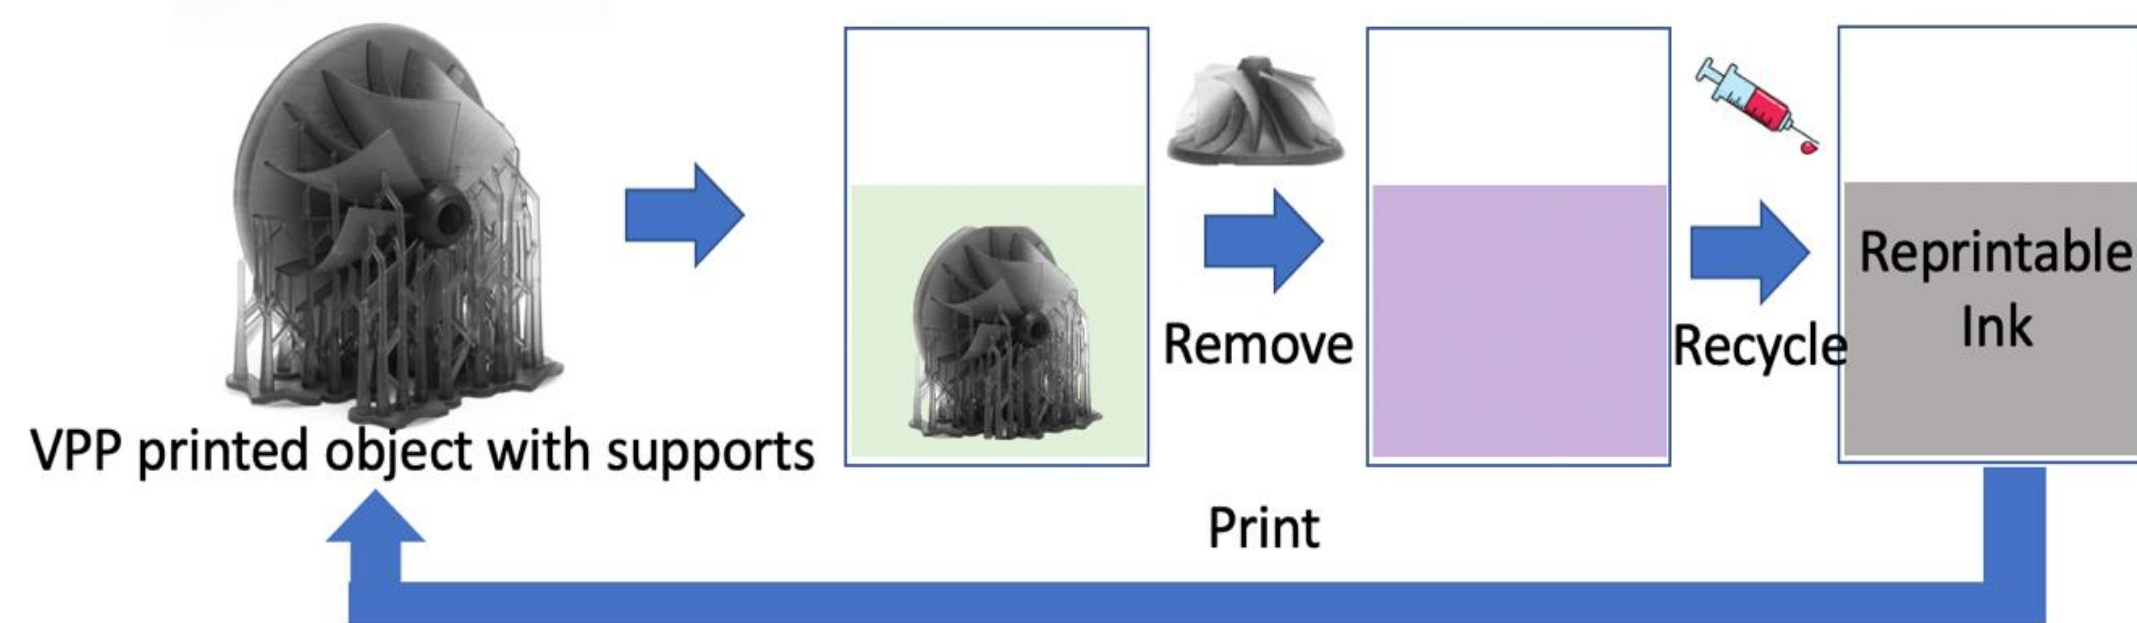 VPP printed object with supports
Remove
Recycle
Reprintable
Ink
Print